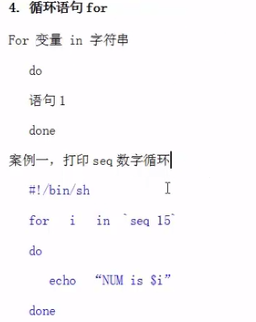 4. 循环语句 for
For 变量 in 字符串
do
语句 1
done
案例一，打印 seq 数字循环
#!/bin/sh
for i in `seq 15`
do
echo “NUM is $i”
done